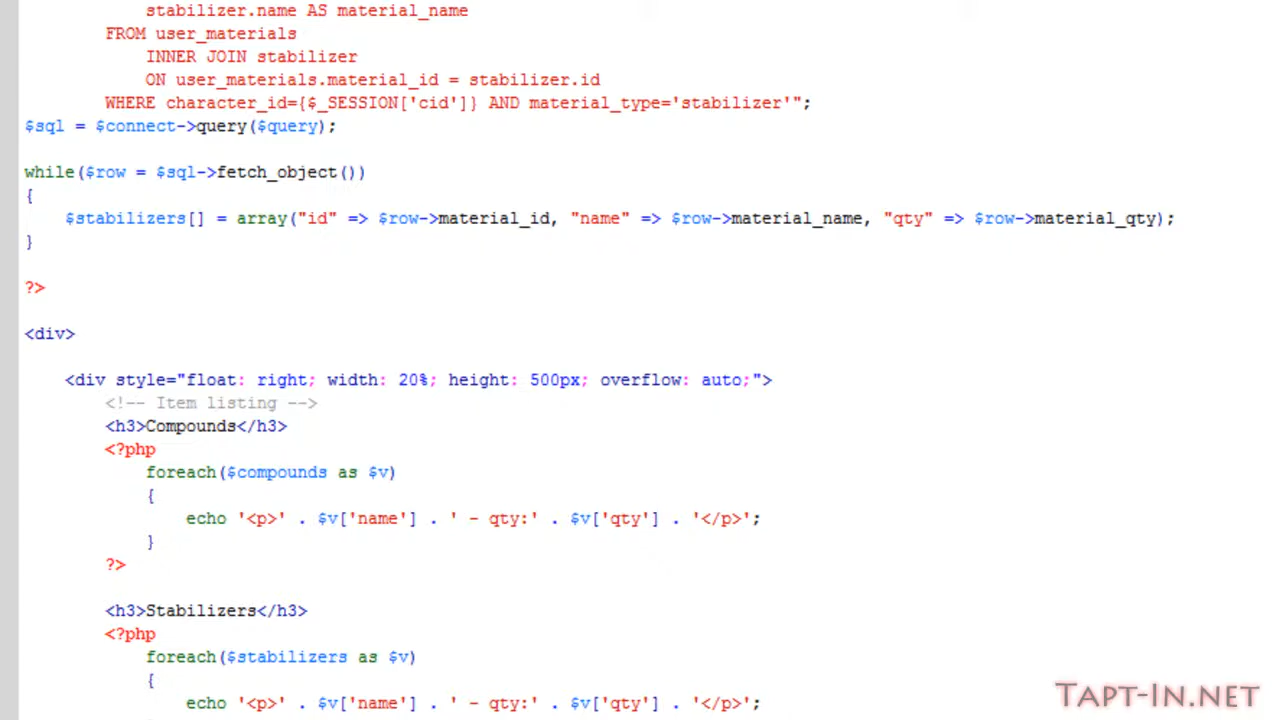 stabilizer.name AS material_name
FROM user_materials
INNER JOIN stabilizer
ON user_materials.material_id = stabilizer.id
WHERE character_id={$_SESSION['cid']} AND material_type='stabilizer'";
$sql = $connect->query($query);
while($row = $sql->fetch_object())
{
$stabilizers[] = array("id" => $row->material_id, "name" => $row->material_name, "qty" => $row->material_qty);
}
?>
<div>
<div style="float: right; width: 20%; height: 500px; overflow: auto;">
<!-- Item listing -->
<h3>Compounds</h3>
<?php
foreach($compounds as $v)
{
echo '<p>' . $v['name'] . ' - qty:' . $v['qty'] . '</p>';
}
?>
<h3>Stabilizers</h3>
<?php
foreach($stabilizers as $v)
{
echo '<p>' . $v['name'] . ' - qty:' . $v['qty'] . '</p>';
TAPT-IN.NET